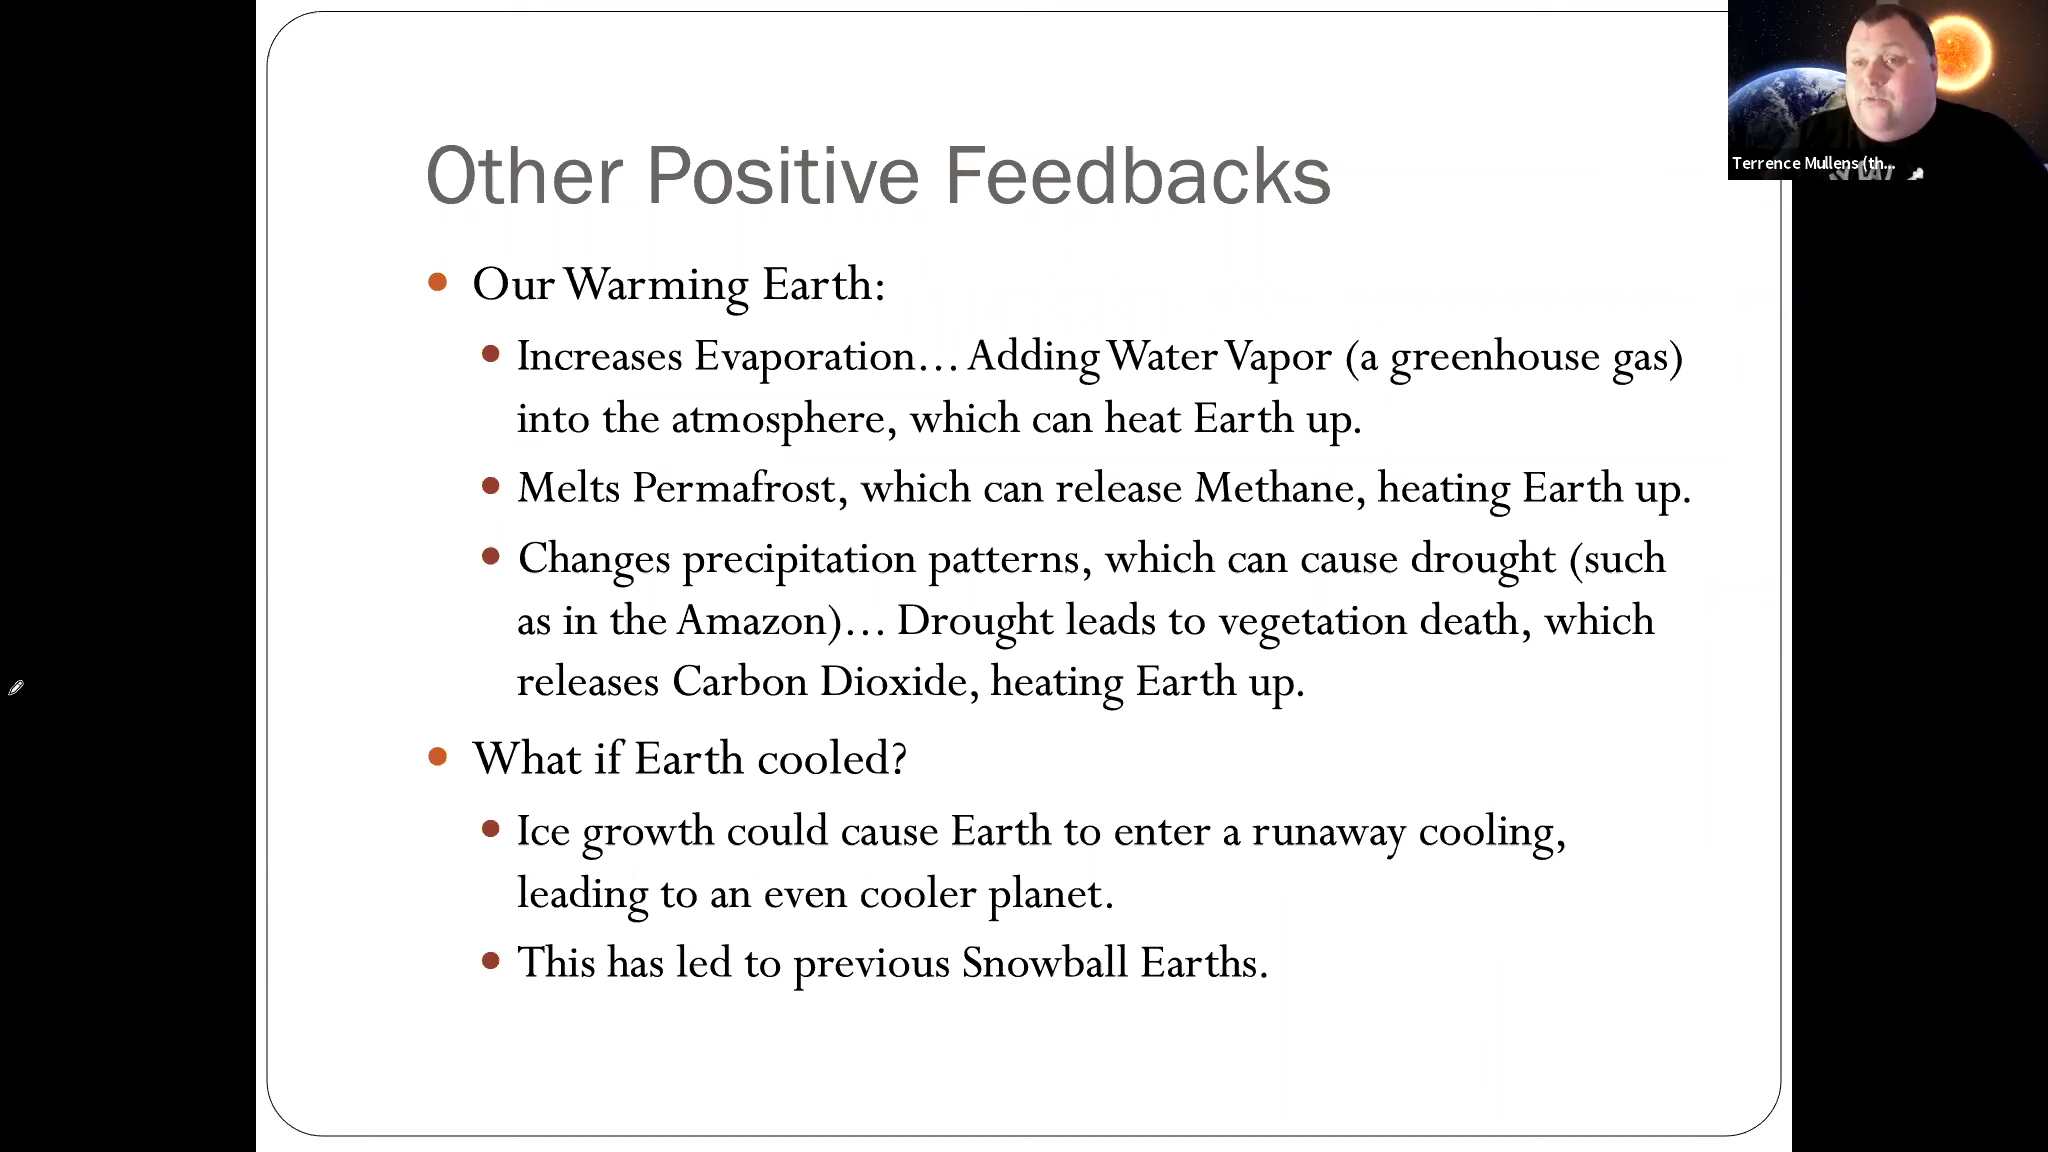 Other Positive Feedbacks
Our Warming Earth:
Increases Evaporation... Adding Water Vapor (a greenhouse gas)
into the atmosphere, which can heat Earth up.
Melts Permafrost, which can release Methane, heating Earth up.
Changes precipitation patterns, which can cause drought (such
as in the Amazon)... Drought leads to vegetation death, which
releases Carbon Dioxide, heating Earth up.
What if Earth cooled?
Ice growth could cause Earth to enter a runaway cooling,
leading to an even cooler planet.
This has led to previous Snowball Earths.
Terrence Mullens (th...